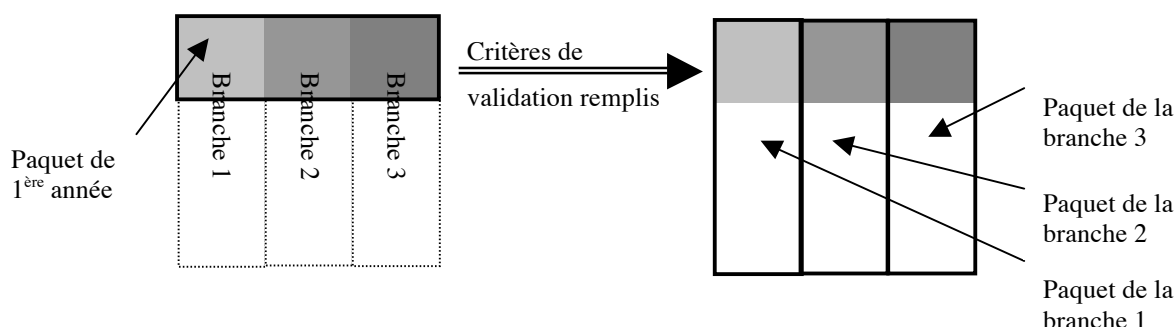 Paquet de
1ère année
Branche 1
Branche 2
Branche 3
Critères de
validation remplis
Paquet de la
branche 3
Paquet de la
branche 2
Paquet de la
branche 1